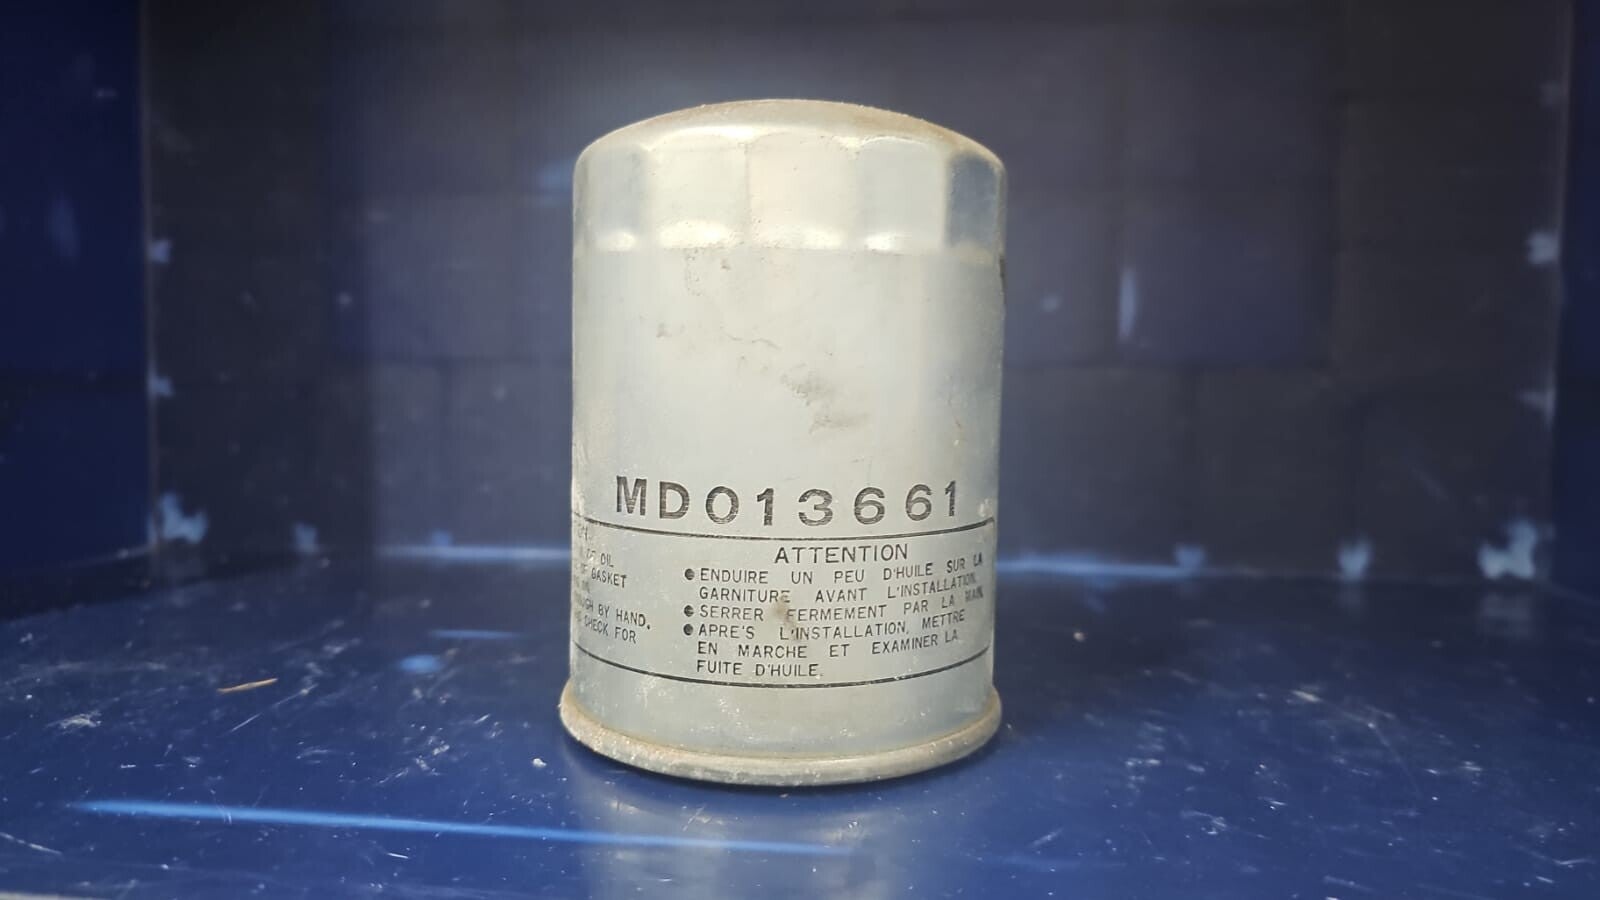 MD013661
OIL
GASKET
BY HAND.
CHECK FOR
ATTENTION
● ENDUIRE UN PEU D'HUILE SUR LA
GARNITURE AVANT L'INSTALLATION.
● SERRER FERMEMENT PAR LA MAIN.
● APRE'S L'INSTALLATION, METTRE
EN MARCHE ET EXAMINER LA
FUITE D'HUILE.